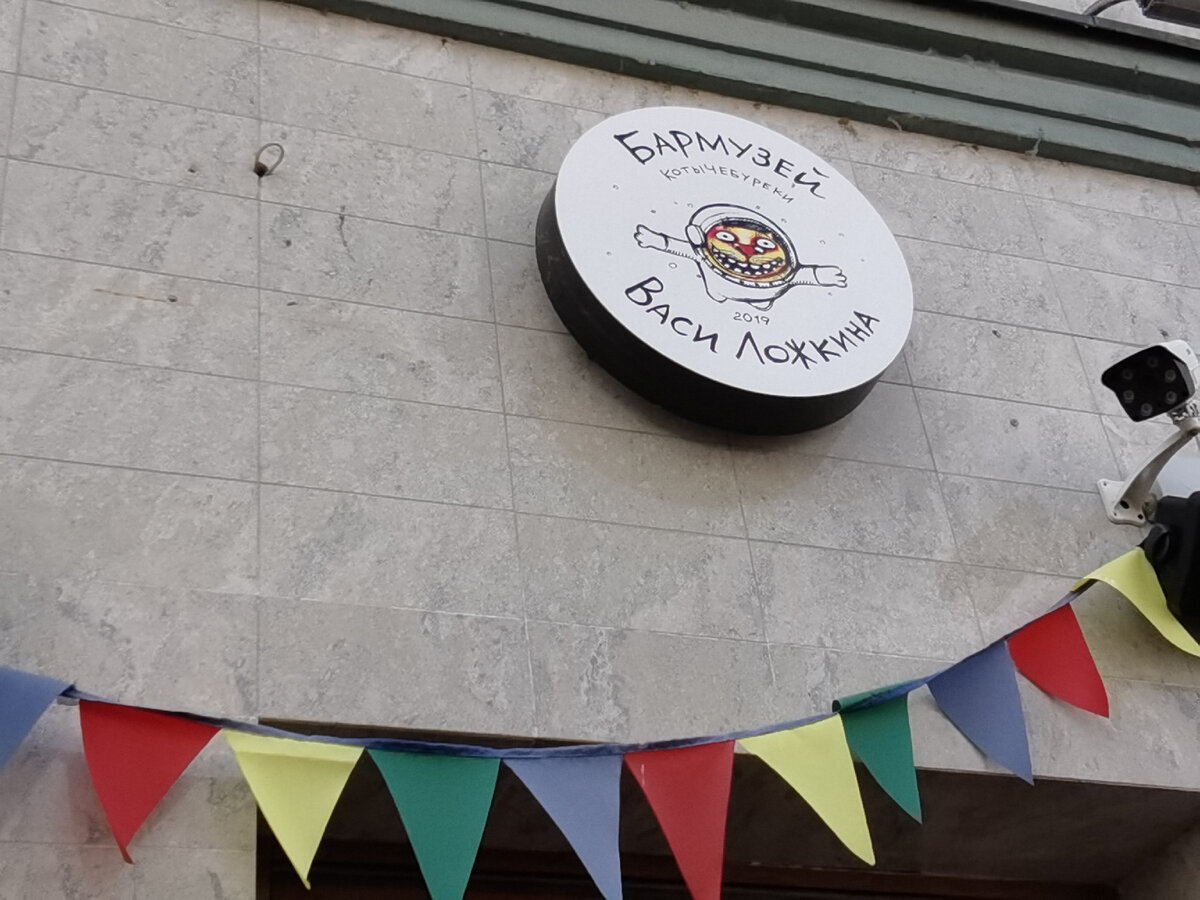 БАРМУЗЕЙ
КОТЫЧЕБУРЕКИ
2019
ВАСИ ЛОЖКИНА